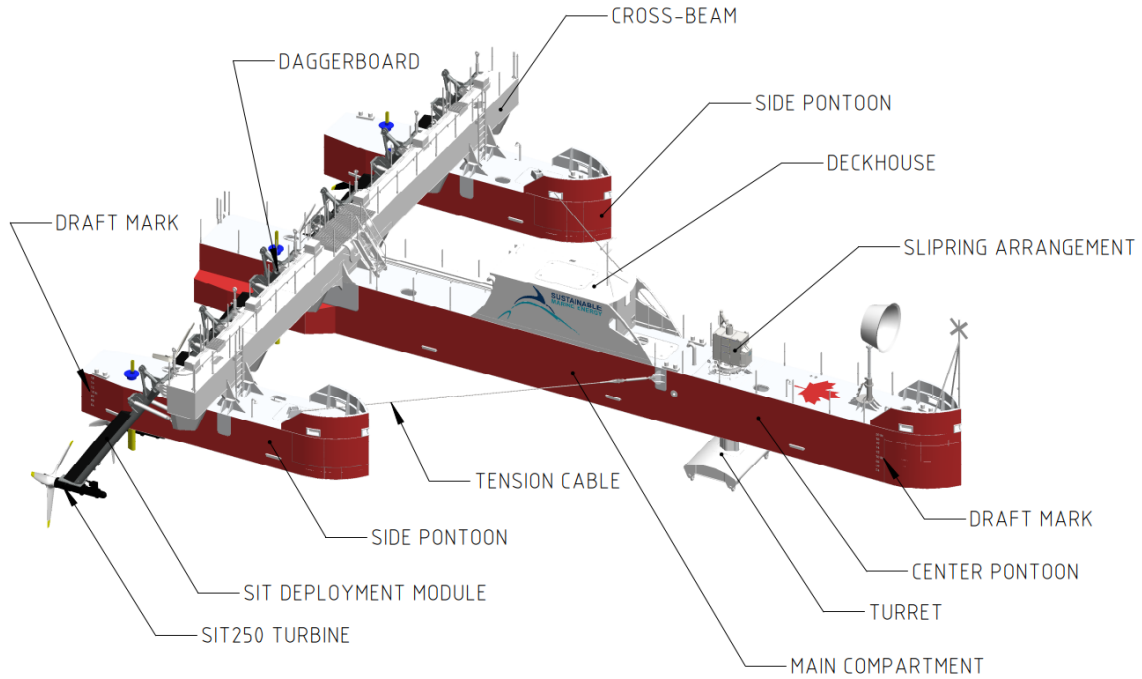 CROSS-BEAM
DAGGERBOARD
SIDE PONTOON
DECKHOUSE
DRAFT MARK
SLIPRING ARRANGEMENT
SUSTAINABLE
MARINE ENERGY
TENSION CABLE
DRAFT MARK
SIDE PONTOON
CENTER PONTOON
SIT DEPLOYMENT MODULE
TURRET
SIT250 TURBINE
MAIN COMPARTMENT